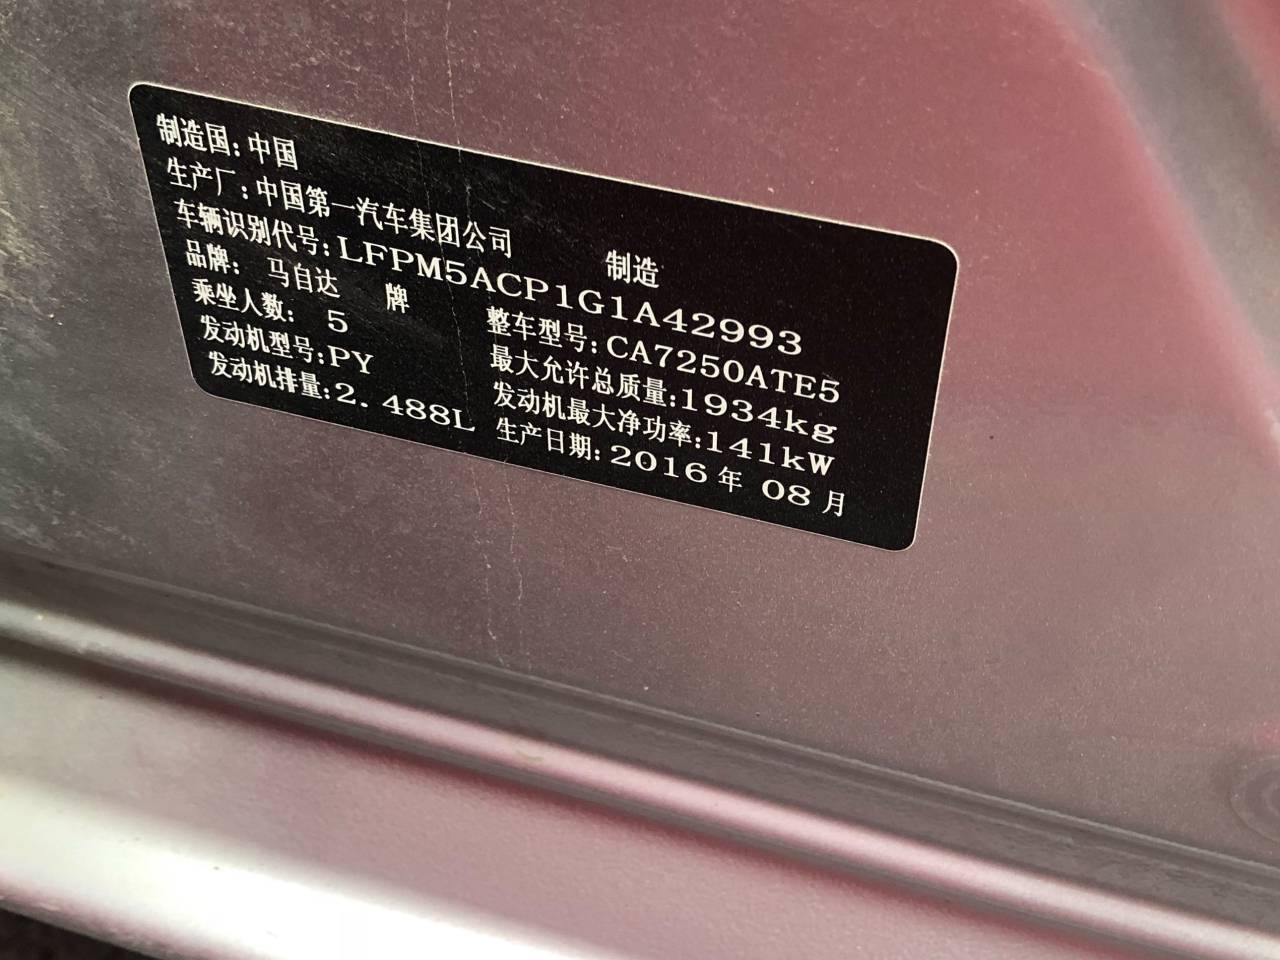 制造国:中国
生产厂:中国第一汽车集团公司 制造
车辆识别代号:LFPM5ACP1G1A42993
品牌: 马自达 牌 整车型号:CA7250ATE5
乘坐人数: 5 最大允许总质量:1934kg
发动机型号:PY 发动机最大净功率:141kW
发动机排量:2.488L 生产日期:2016年 08月